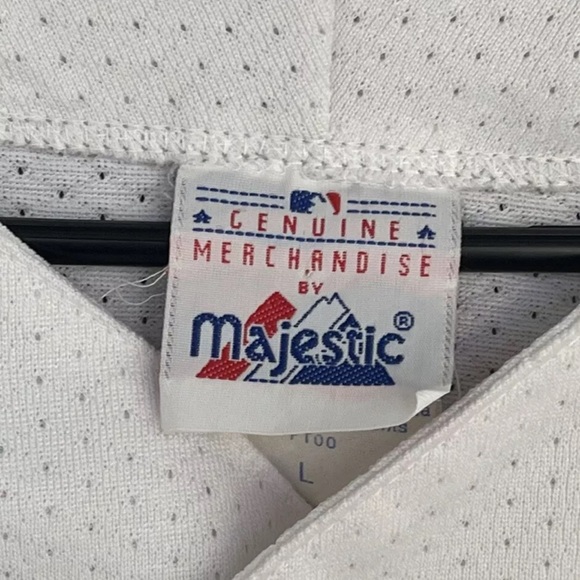 GENUINE
MERCHANDISE
BY
Majestic®
L